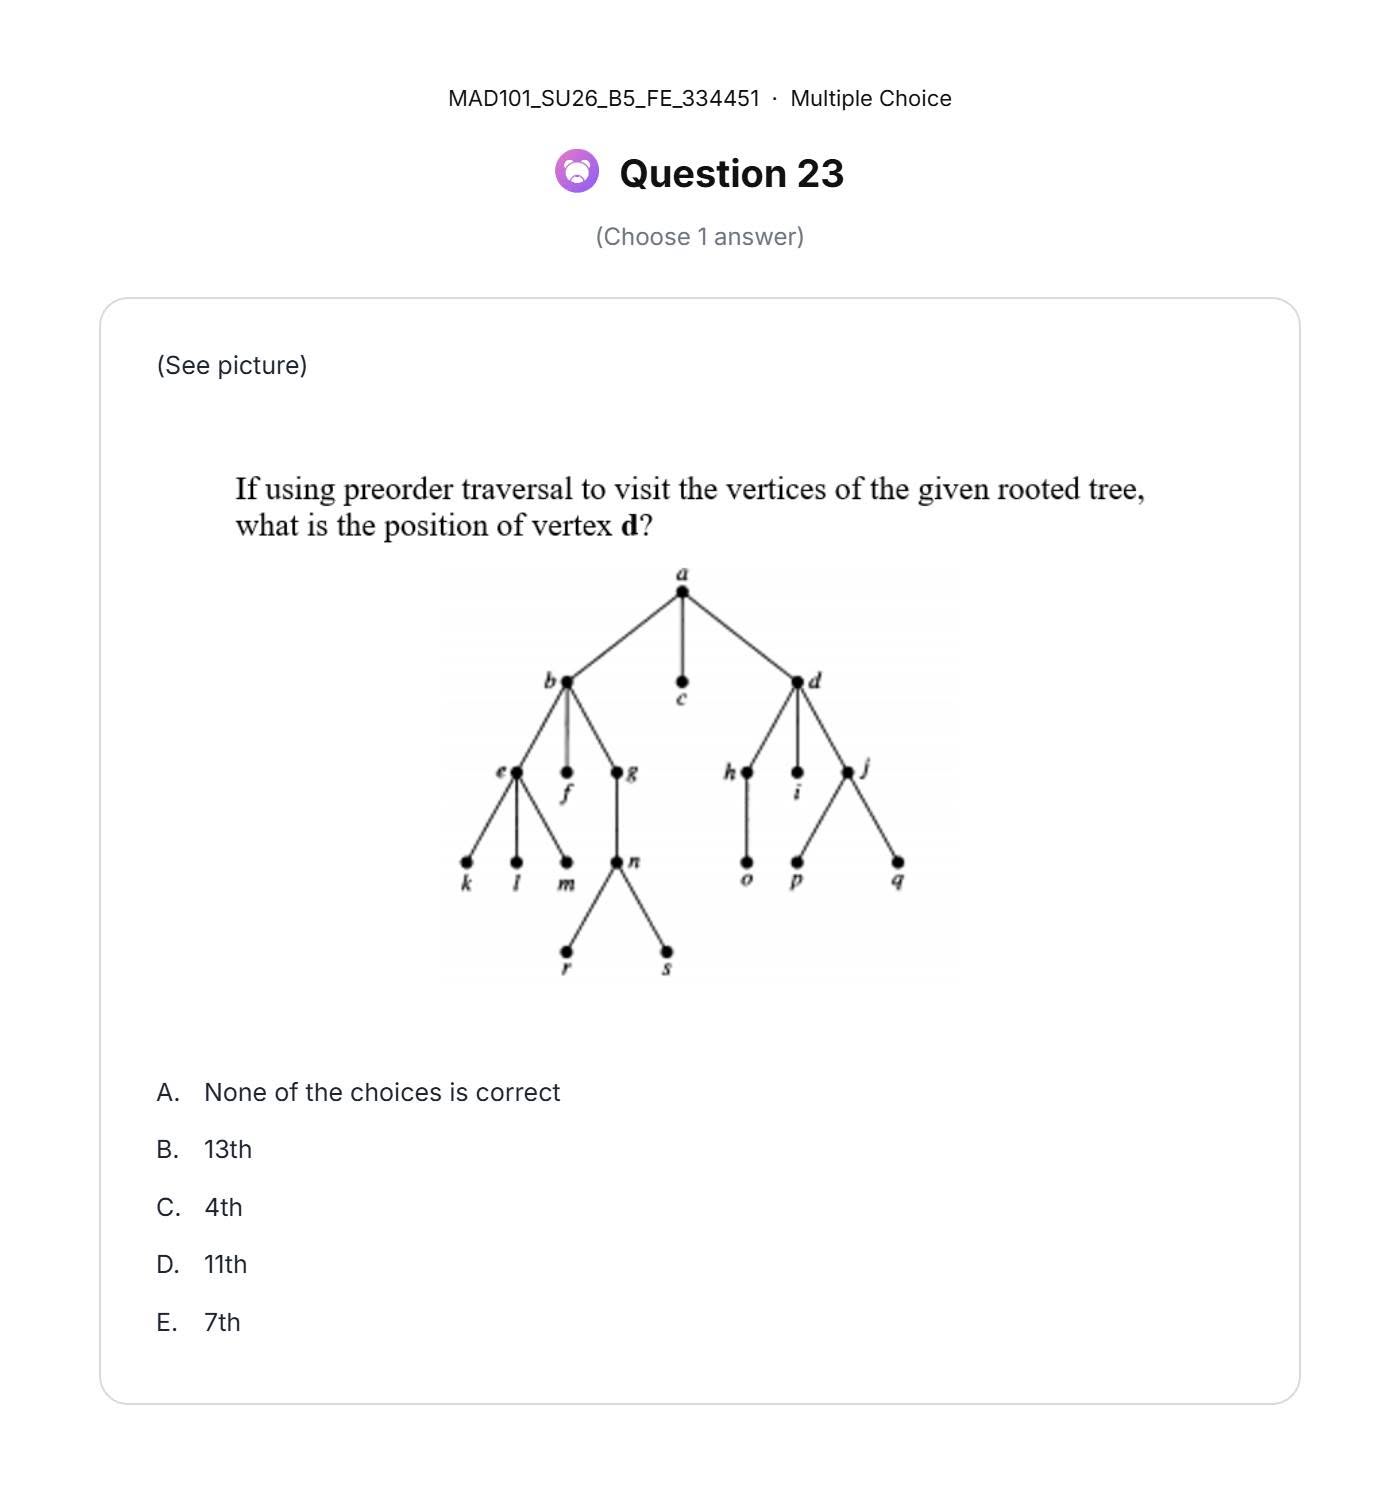 MAD101_SU26_B5_FE_334451 · Multiple Choice
Question 23
(Choose 1 answer)
(See picture)
If using preorder traversal to visit the vertices of the given rooted tree,
what is the position of vertex d?
a
b
d
c
e
g
h
j
f
i
n
k
l
m
o
p
q
r
s
A. None of the choices is correct
B. 13th
C. 4th
D. 11th
E. 7th